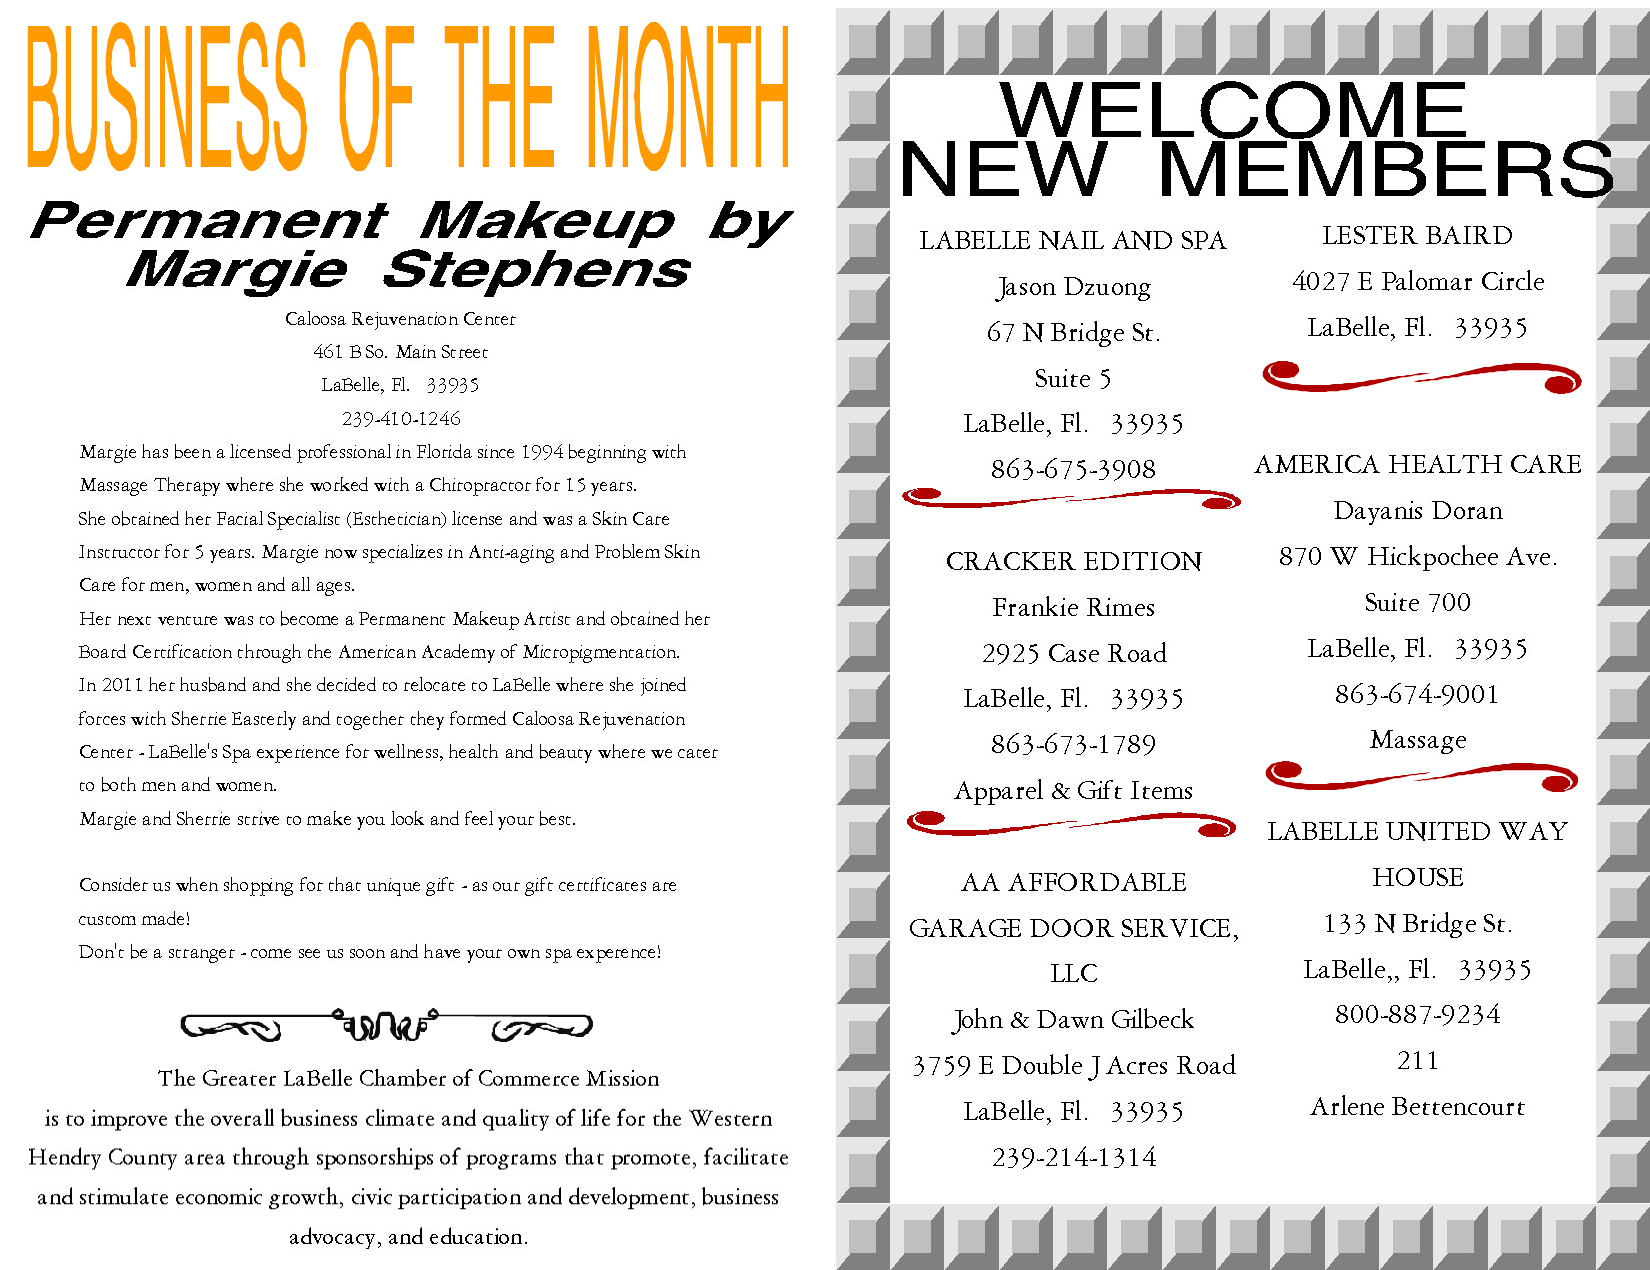 BUSINESS OF THE MONTH
Permanent Makeup by
Margie Stephens
Caloosa Rejuvenation Center
461 B So. Main Street
LaBelle, Fl. 33935
239-410-1246
Margie has been a licensed professional in Florida since 1994 beginning with
Massage Therapy where she worked with a Chiropractor for 15 years.
She obtained her Facial Specialist (Esthetician) license and was a Skin Care
Instructor for 5 years. Margie now specializes in Anti-aging and Problem Skin
Care for men, women and all ages.
Her next venture was to become a Permanent Makeup Artist and obtained her
Board Certification through the American Academy of Micropigmentation.
In 2011 her husband and she decided to relocate to LaBelle where she joined
forces with Sherrie Easterly and together they formed Caloosa Rejuvenation
Center - LaBelle's Spa experience for wellness, health and beauty where we cater
to both men and women.
Margie and Sherrie strive to make you look and feel your best.
Consider us when shopping for that unique gift - as our gift certificates are
custom made!
Don't be a stranger - come see us soon and have your own spa experence!
The Greater LaBelle Chamber of Commerce Mission
is to improve the overall business climate and quality of life for the Western
Hendry County area through sponsorships of programs that promote, facilitate
and stimulate economic growth, civic participation and development, business
advocacy, and education.
WELCOME
NEW MEMBERS
LABELLE NAIL AND SPA
Jason Dzuong
67 N Bridge St.
Suite 5
LaBelle, Fl. 33935
863-675-3908
CRACKER EDITION
Frankie Rimes
2925 Case Road
LaBelle, Fl. 33935
863-673-1789
Apparel & Gift Items
AA AFFORDABLE
GARAGE DOOR SERVICE,
LLC
John & Dawn Gilbeck
3759 E Double J Acres Road
LaBelle, Fl. 33935
239-214-1314
LESTER BAIRD
4027 E Palomar Circle
LaBelle, Fl. 33935
AMERICA HEALTH CARE
Dayanis Doran
870 W Hickpochee Ave.
Suite 700
LaBelle, Fl. 33935
863-674-9001
Massage
LABELLE UNITED WAY
HOUSE
133 N Bridge St.
LaBelle,, Fl. 33935
800-887-9234
211
Arlene Bettencourt